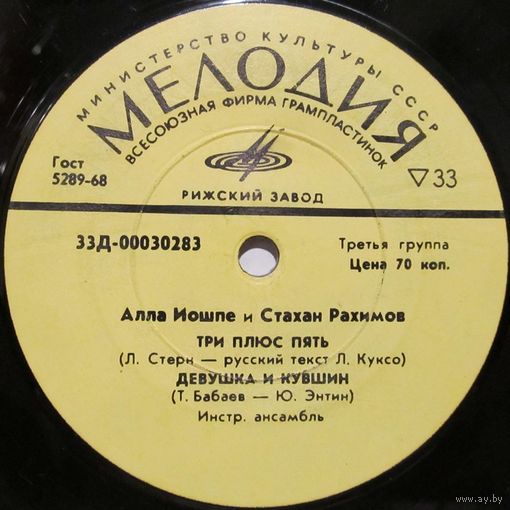 МИНИСТЕРСТВО КУЛЬТУРЫ СССР
МЕЛОДИЯ
ВСЕСОЮЗНАЯ ФИРМА ГРАМПЛАСТИНОК
Гост
5289-68
▽33
РИЖСКИЙ ЗАВОД
33Д-00030283
Третья группа
Цена 70 коп.
Алла Иошпе и Стахан Рахимов
ТРИ ПЛЮС ПЯТЬ
(Л. Стерн — русский текст Л. Куксо)
ДЕВУШКА И КУВШИН
(Т. Бабаев — Ю. Энтин)
Инстр. ансамбль
www.ay.by